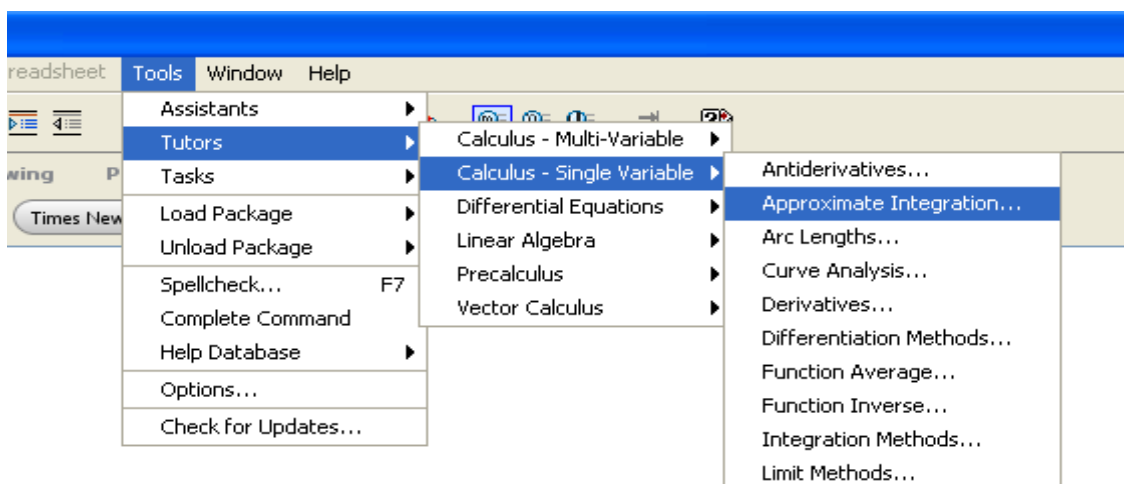 readsheet Tools Window Help
wing P
Times New
Assistants
Tutors
Tasks
Load Package
Unload Package
Spellcheck... F7
Complete Command
Help Database
Options...
Check for Updates...
Calculus - Multi-Variable
Calculus - Single Variable
Differential Equations
Linear Algebra
Precalculus
Vector Calculus
Antiderivatives...
Approximate Integration...
Arc Lengths...
Curve Analysis...
Derivatives...
Differentiation Methods...
Function Average...
Function Inverse...
Integration Methods...
Limit Methods...